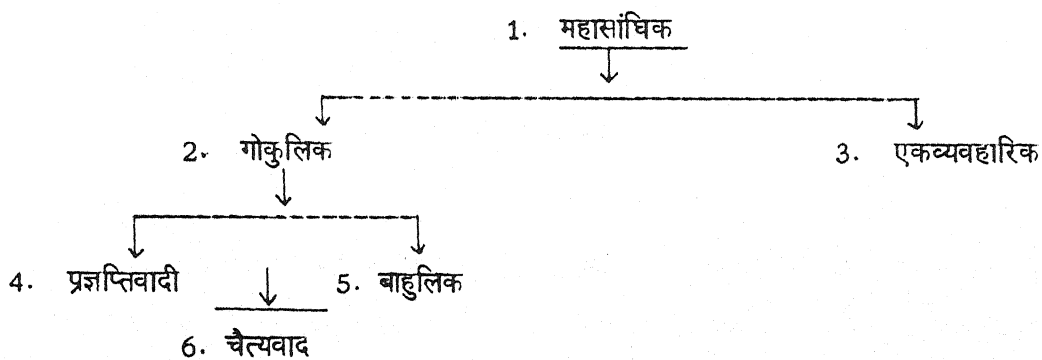 1. महासांघिक
2. गोकुलिक 3. एकव्यवहारिक
4. प्रज्ञप्तिवादी 5. बाहुलिक
6. चैत्यवाद